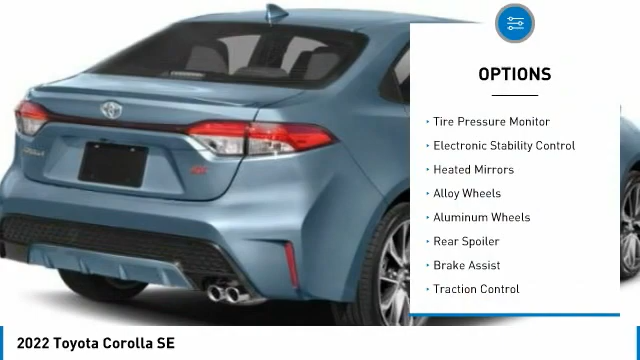 OPTIONS
• Tire Pressure Monitor
• Electronic Stability Control
• Heated Mirrors
• Alloy Wheels
• Aluminum Wheels
• Rear Spoiler
• Brake Assist
• Traction Control
2022 Toyota Corolla SE